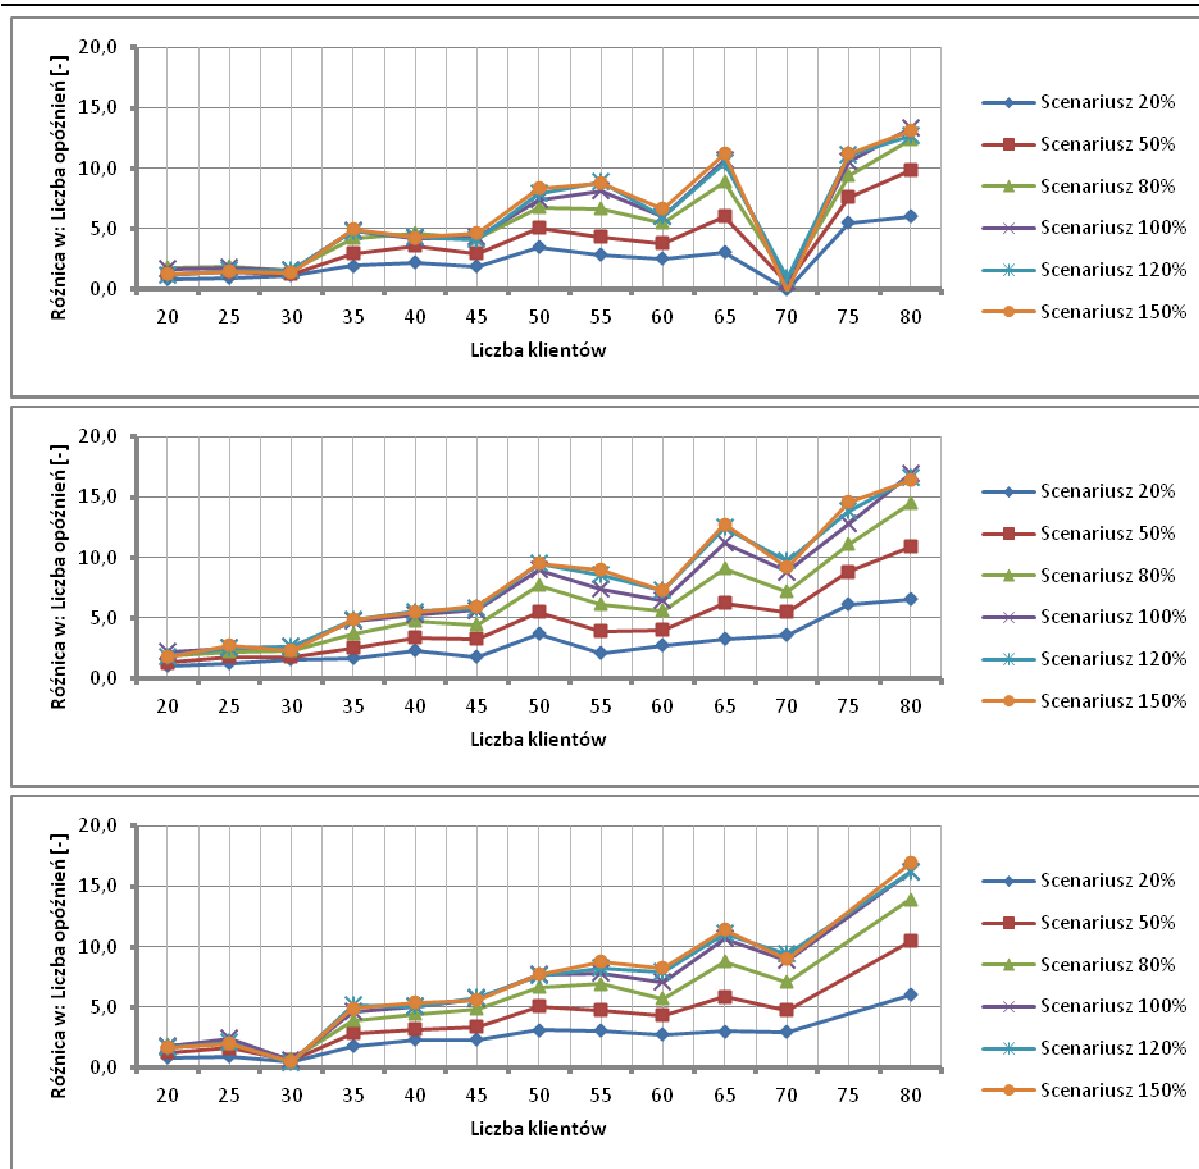 Różnica w: Liczba opóźnień [-]
20,0
15,0
10,0
5,0
0,0
20 25 30 35 40 45 50 55 60 65 70 75 80
Liczba klientów
Scenariusz 20%
Scenariusz 50%
Scenariusz 80%
Scenariusz 100%
Scenariusz 120%
Scenariusz 150%
Różnica w: Liczba opóźnień [-]
20,0
15,0
10,0
5,0
0,0
20 25 30 35 40 45 50 55 60 65 70 75 80
Liczba klientów
Scenariusz 20%
Scenariusz 50%
Scenariusz 80%
Scenariusz 100%
Scenariusz 120%
Scenariusz 150%
Różnica w: Liczba opóźnień [-]
20,0
15,0
10,0
5,0
0,0
20 25 30 35 40 45 50 55 60 65 70 75 80
Liczba klientów
Scenariusz 20%
Scenariusz 50%
Scenariusz 80%
Scenariusz 100%
Scenariusz 120%
Scenariusz 150%